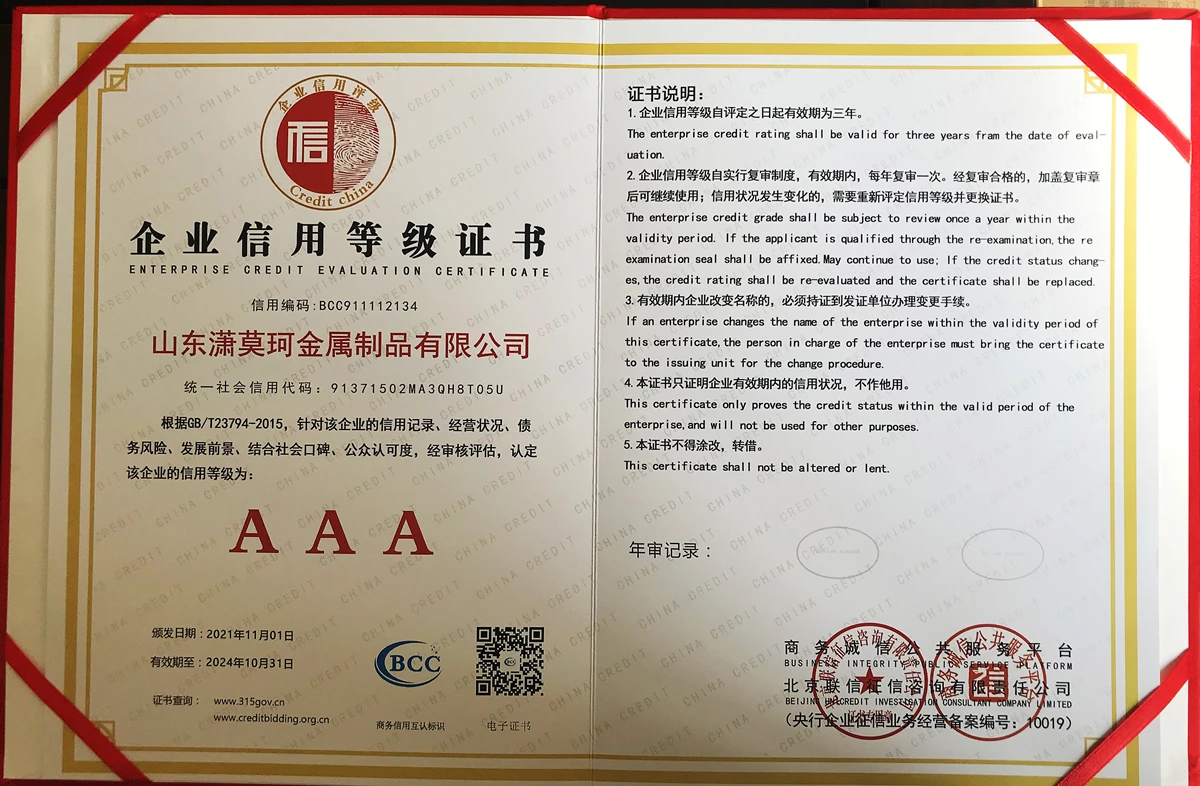 企业信用评级
信
Credit china
企业信用等级证书
ENTERPRISE CREDIT EVALUATION CERTIFICATE
信用编码:BCC911112134
山东潇莫珂金属制品有限公司
统一社会信用代码：91371502MA3QH8T05U
根据GB/T23794-2015，针对该企业的信用记录、经营状况、债
务风险、发展前景、结合社会口碑、公众认可度，经审核评估，认定
该企业的信用等级为：
AAA
颁发日期：2021年11月01日
有效期至：2024年10月31日
证书查询： www.315gov.cn
www.creditbidding.org.cn
BCC
商务信用互认标识
电子证书
证书说明：
1. 企业信用等级自评定之日起有效期为三年。
The enterprise credit rating shall be valid for three years fram the date of eval-
uation.
2. 企业信用等级自实行复审制度，有效期内，每年复审一次。经复审合格的，加盖复审章
后可继续使用；信用状况发生变化的，需要重新评定信用等级并更换证书。
The enterprise credit grade shall be subject to review once a year within the
validity period. If the applicant is qualified through the re-examination, the re
examination seal shall be affixed. May continue to use; If the credit status chang-
es, the credit rating shall be re-evaluated and the certificate shall be replaced.
3. 有效期内企业改变名称的，必须持证到发证单位办理变更手续。
If an enterprise changes the name of the enterprise within the validity period of
this certificate, the person in charge of the enterprise must bring the certificate
to the issuing unit for the change procedure.
4. 本证书只证明企业有效期内的信用状况，不作他用。
This certificate only proves the credit status within the valid period of the
enterprise, and will not be used for other purposes.
5. 本证书不得涂改，转借。
This certificate shall not be altered or lent.
年审记录：
商务诚信公共服务平台
BUSINESS INTEGRITY PUBLIC SERVICE PLATFORM
北京联信征信咨询有限责任公司
BEIJING UNICREDIT INVESTIGATION CONSULTANT COMPANY LIMITED
（央行企业征信业务经营备案编号：10019）
CHINA CREDIT